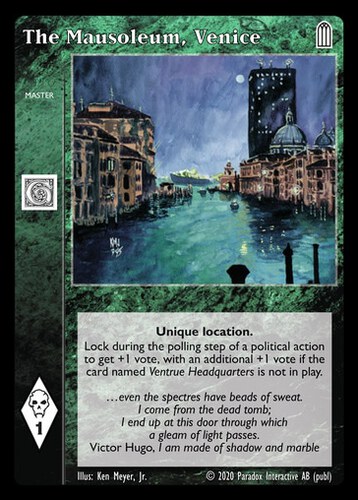 The Mausoleum, Venice
MASTER
Unique location.
Lock during the polling step of a political action
to get +1 vote, with an additional +1 vote if the
card named Ventrue Headquarters is not in play.
…even the spectres have beads of sweat.
I come from the dead tomb;
I end up at this door through which
a gleam of light passes.
Victor Hugo, I am made of shadow and marble
1
Illus: Ken Meyer, Jr.
© 2020 Paradox Interactive AB (publ)